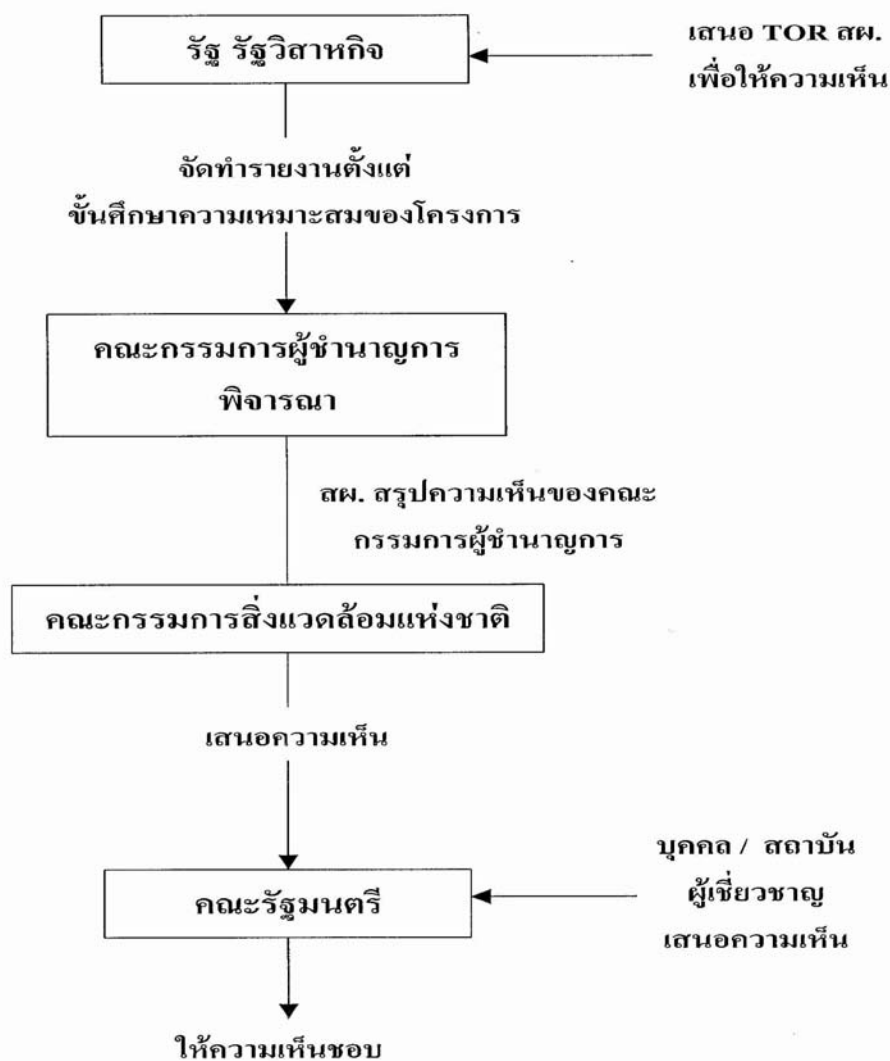 รัฐ รัฐวิสาหกิจ
เสนอ TOR สผ.
เพื่อให้ความเห็น
จัดทำรายงานตั้งแต่
ขั้นศึกษาความเหมาะสมของโครงการ
คณะกรรมการผู้ชำนาญการ
พิจารณา
สผ. สรุปความเห็นของคณะ
กรรมการผู้ชำนาญการ
คณะกรรมการสิ่งแวดล้อมแห่งชาติ
เสนอความเห็น
บุคคล / สถาบัน
ผู้เชี่ยวชาญ
เสนอความเห็น
คณะรัฐมนตรี
ให้ความเห็นชอบ